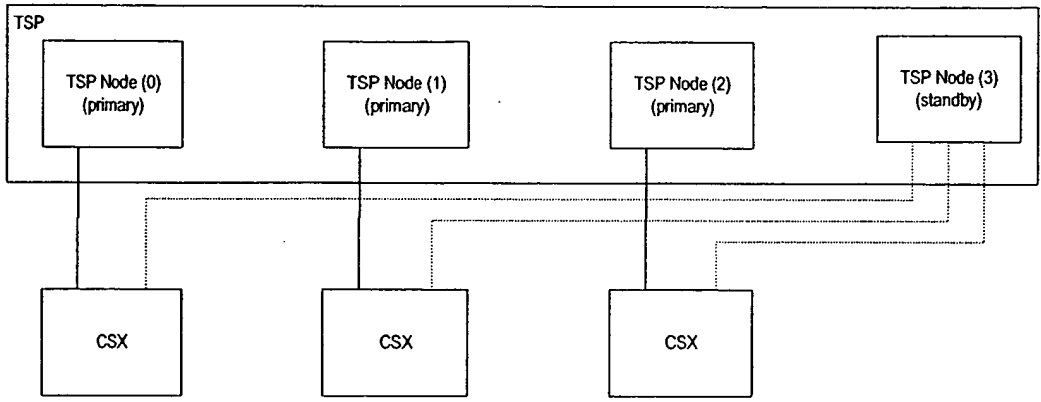 TSP
TSP Node (0)
(primary)
TSP Node (1)
(primary)
TSP Node (2)
(primary)
TSP Node (3)
(standby)
CSX
CSX
CSX